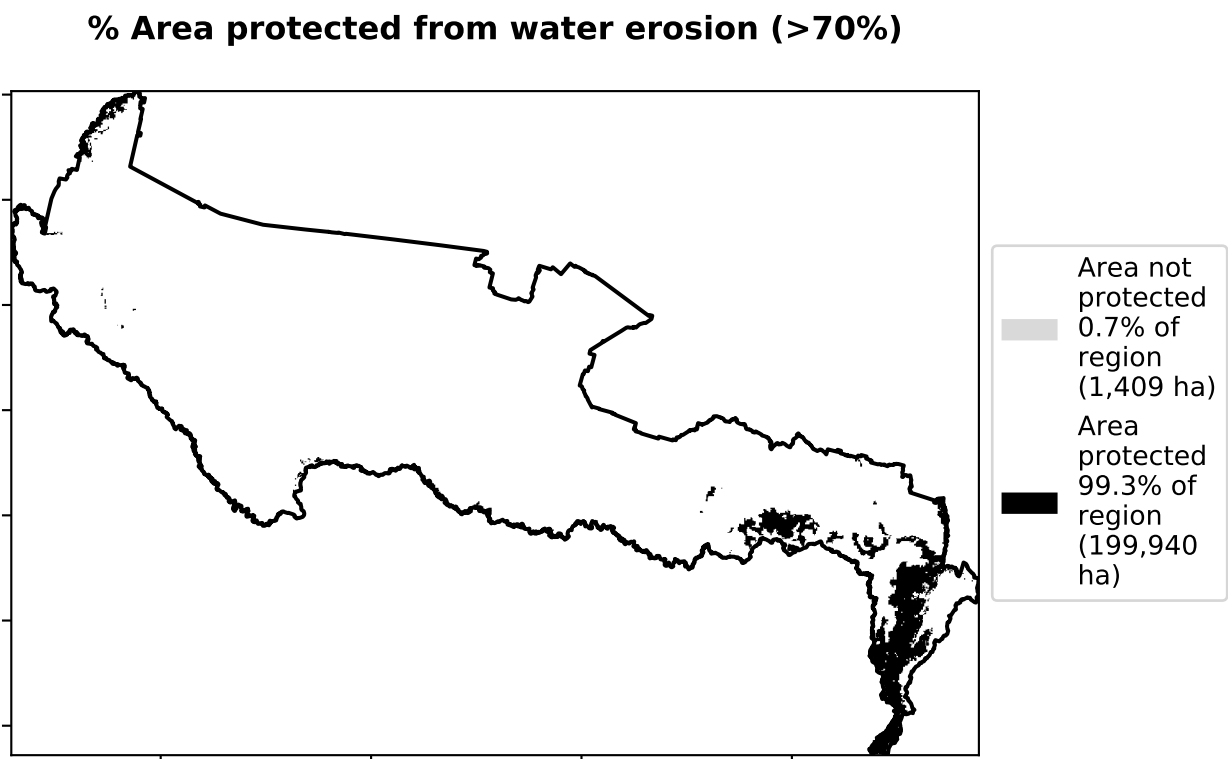 % Area protected from water erosion (>70%)
Area not
protected
0.7% of
region
(1,409 ha)
Area
protected
99.3% of
region
(199,940
ha)